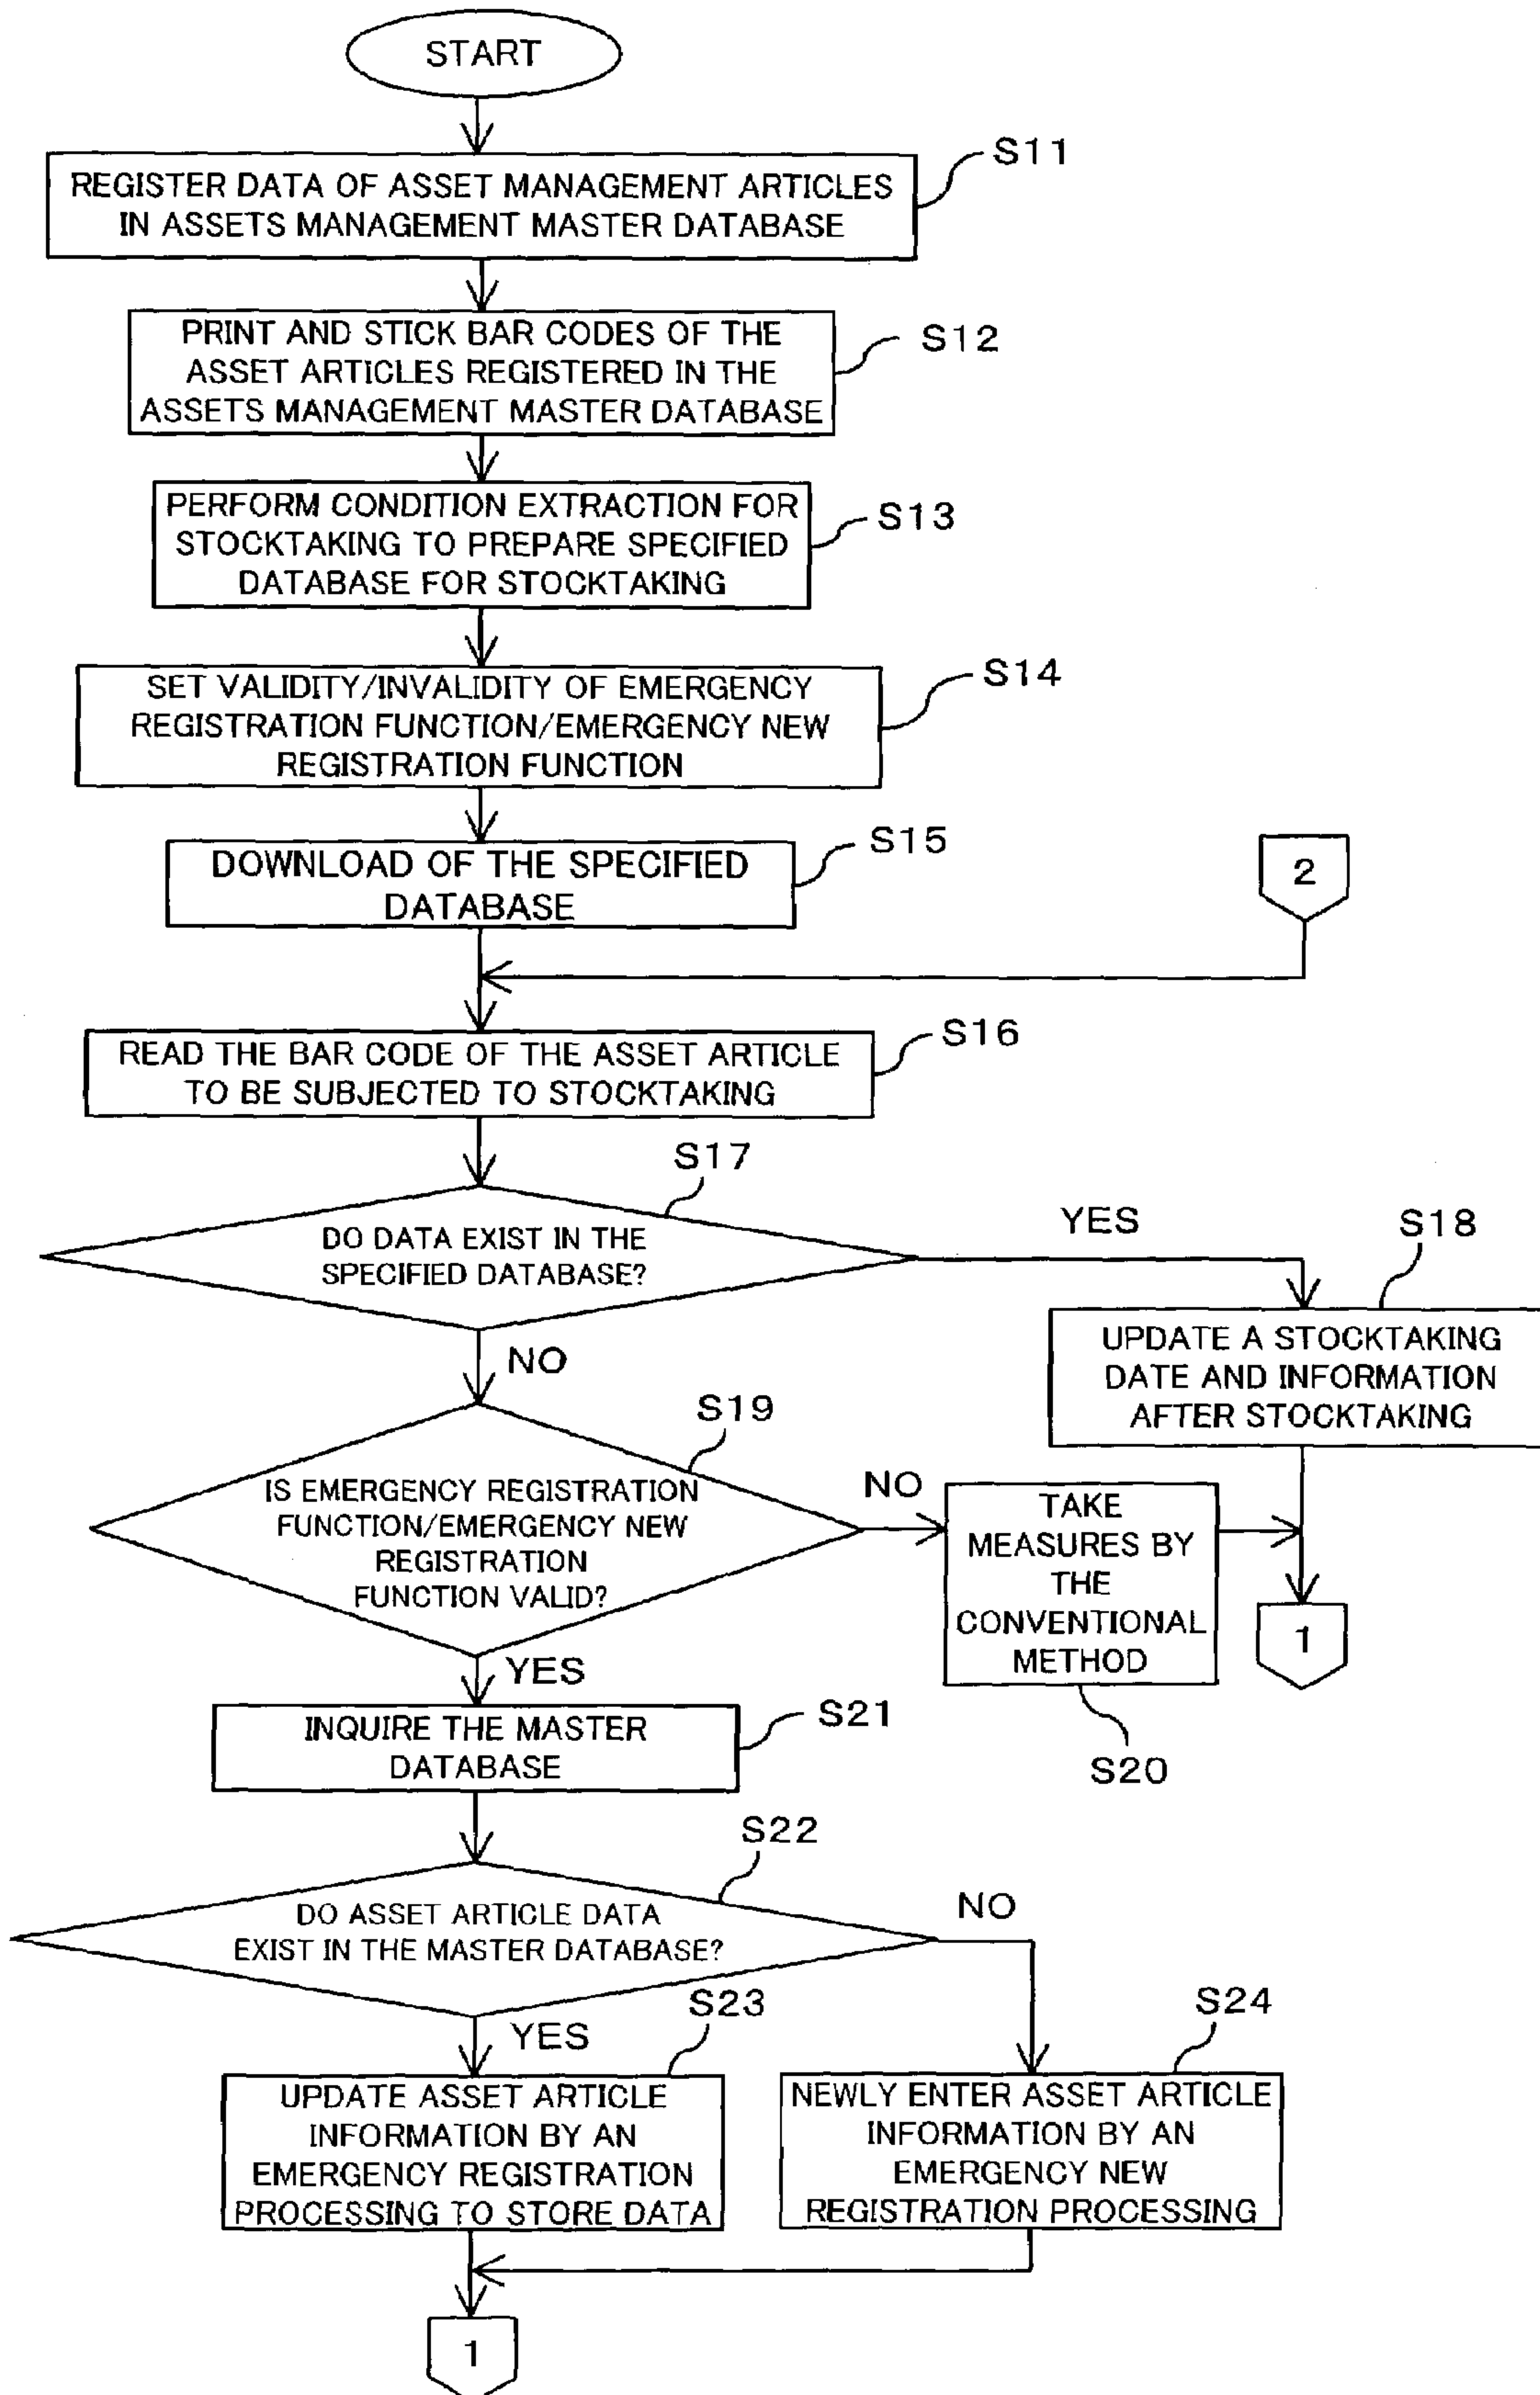 START
S11
REGISTER DATA OF ASSET MANAGEMENT ARTICLES
IN ASSETS MANAGEMENT MASTER DATABASE
S12
PRINT AND STICK BAR CODES OF THE
ASSET ARTICLES REGISTERED IN THE
ASSETS MANAGEMENT MASTER DATABASE
S13
PERFORM CONDITION EXTRACTION FOR
STOCKTAKING TO PREPARE SPECIFIED
DATABASE FOR STOCKTAKING
S14
SET VALIDITY/INVALIDITY OF EMERGENCY
REGISTRATION FUNCTION/EMERGENCY NEW
REGISTRATION FUNCTION
S15
DOWNLOAD OF THE SPECIFIED
DATABASE
2
S16
READ THE BAR CODE OF THE ASSET ARTICLE
TO BE SUBJECTED TO STOCKTAKING
S17
DO DATA EXIST IN THE
SPECIFIED DATABASE?
YES
S18
UPDATE A STOCKTAKING
DATE AND INFORMATION
AFTER STOCKTAKING
NO
S19
IS EMERGENCY REGISTRATION
FUNCTION/EMERGENCY NEW
REGISTRATION
FUNCTION VALID?
NO
TAKE
MEASURES BY
THE
CONVENTIONAL
METHOD
S20
1
YES
S21
INQUIRE THE MASTER
DATABASE
S22
DO ASSET ARTICLE DATA
EXIST IN THE MASTER DATABASE?
NO
YES
S23
UPDATE ASSET ARTICLE
INFORMATION BY AN
EMERGENCY REGISTRATION
PROCESSING TO STORE DATA
S24
NEWLY ENTER ASSET ARTICLE
INFORMATION BY AN
EMERGENCY NEW
REGISTRATION PROCESSING
1